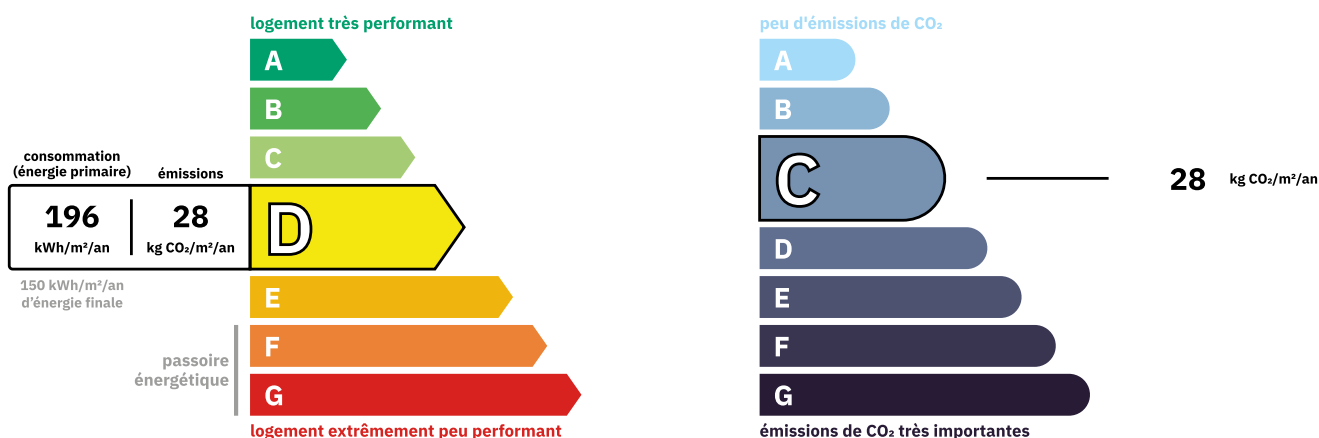 logement très performant
A
B
C
consommation
(énergie primaire)
émissions
196
kWh/m²/an
28
kg CO₂/m²/an
D
150 kWh/m²/an
d’énergie finale
E
passoire
énergétique
F
G
logement extrêmement peu performant
peu d'émissions de CO₂
A
B
C
28 kg CO₂/m²/an
D
E
F
G
émissions de CO₂ très importantes